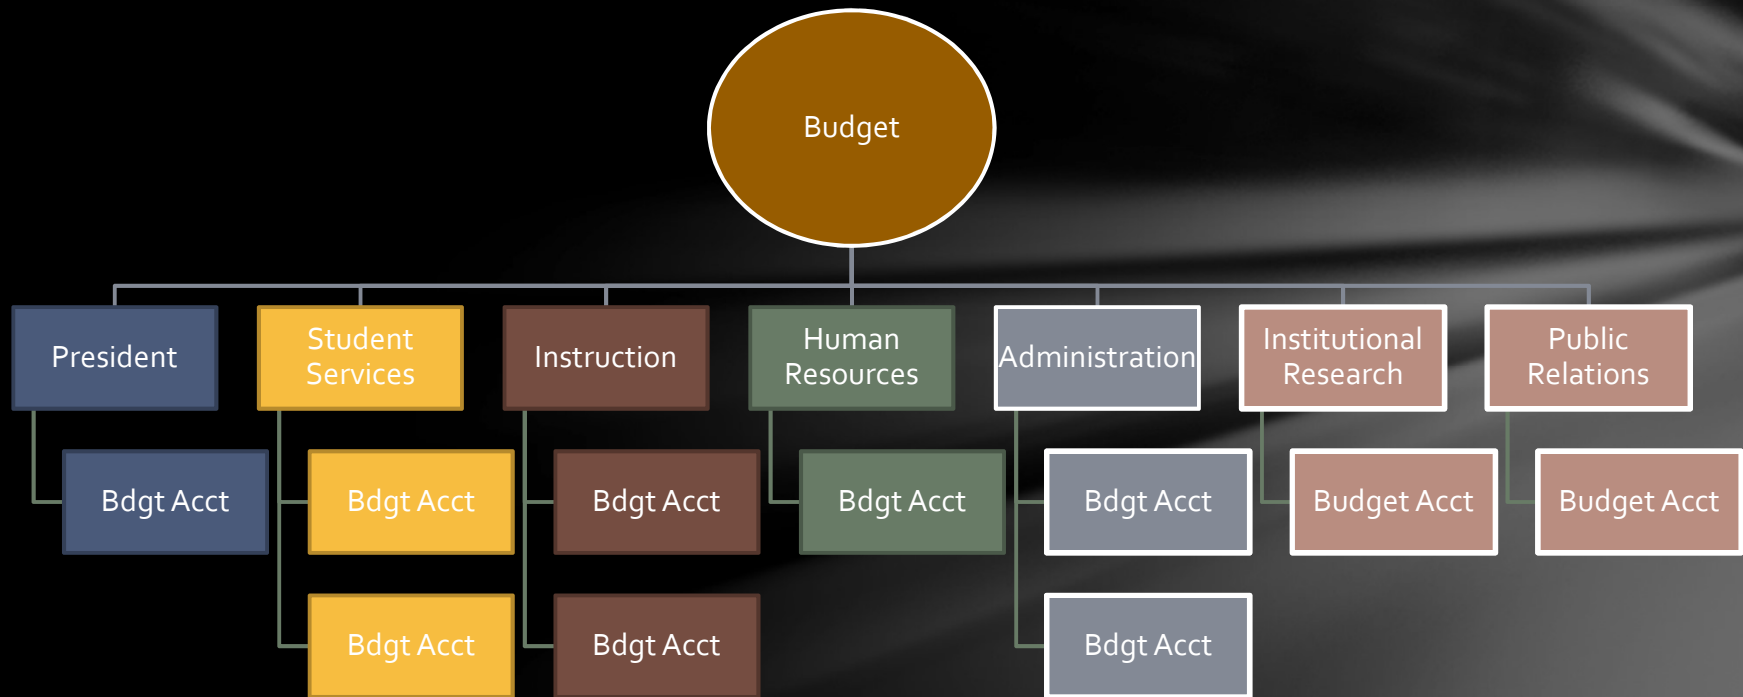 Budget
President
Student
Services
Instruction
Human
Resources
Administration
Institutional
Research
Public
Relations
Bdgt Acct
Bdgt Acct
Bdgt Acct
Bdgt Acct
Bdgt Acct
Budget Acct
Budget Acct
Bdgt Acct
Bdgt Acct
Bdgt Acct